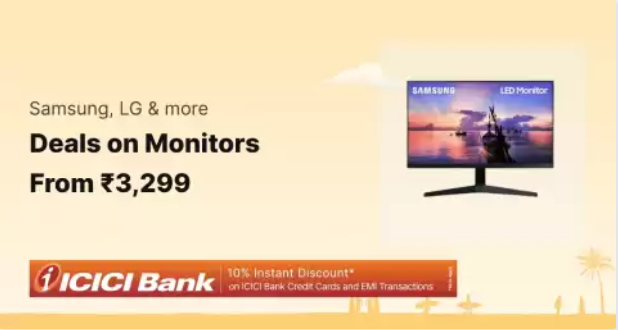 Samsung, LG & more
SAMSUNG LED Monitor
Deals on Monitors
From ₹3,299
i ICICI Bank
10% Instant Discount*
on ICICI Bank Credit Cards and EMI Transactions